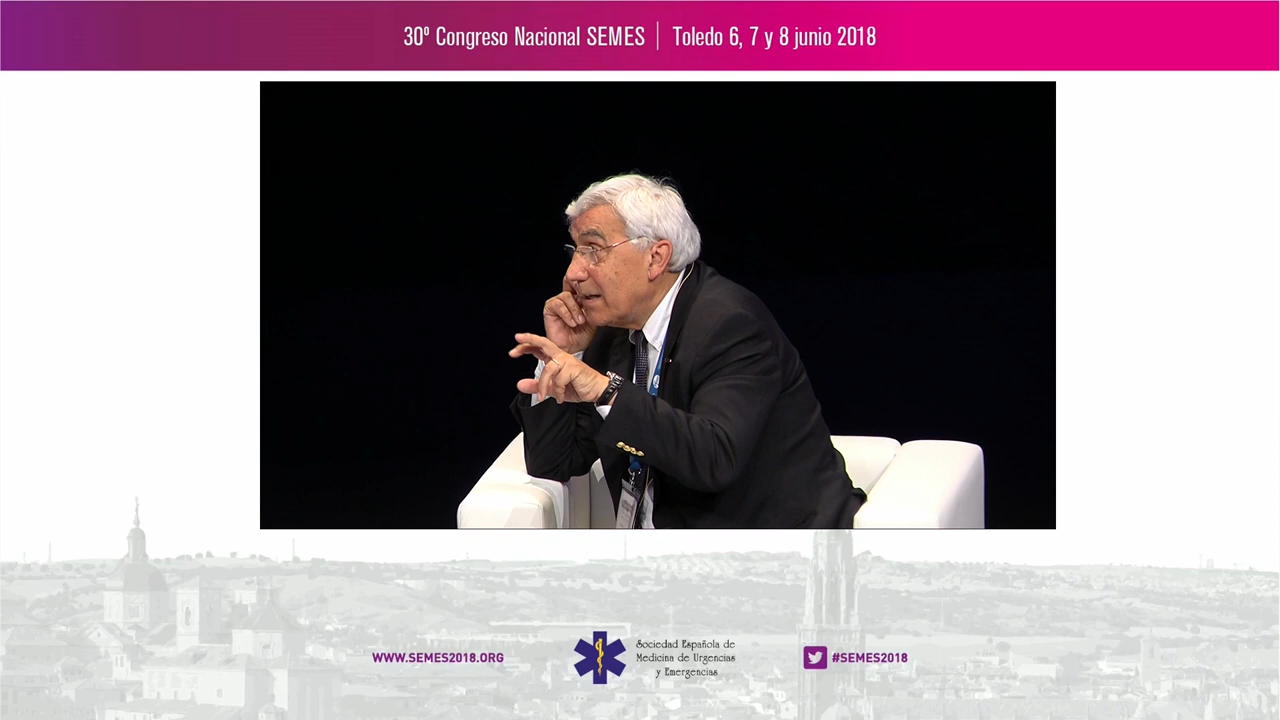 30º Congreso Nacional SEMES | Toledo 6, 7 y 8 junio 2018
WWW.SEMES2018.ORG
Sociedad Española de
Medicina de Urgencias
y Emergencias
#SEMES2018